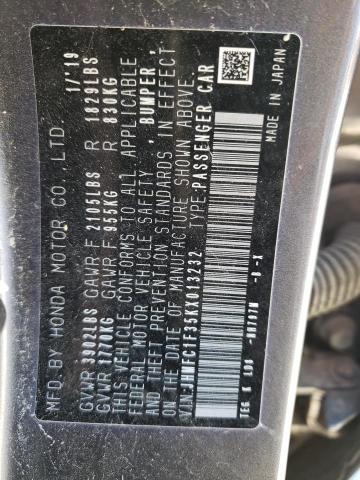 MFD.BY HONDA MOTOR CO.,LTD. 1/'19
GVWR 3902LBS GAWR F 2105LBS R 1829LBS
GVWR 1770KG GAWR F 955KG R 830KG
THIS VEHICLE CONFORMS TO ALL APPLICABLE
FEDERAL MOTOR VEHICLE SAFETY, BUMPER,
AND THEFT PREVENTION STANDARDS IN EFFECT
ON THE DATE OF MANUFACTURE SHOWN ABOVE.
TYPE:PASSENGER CAR
MADE IN JAPAN